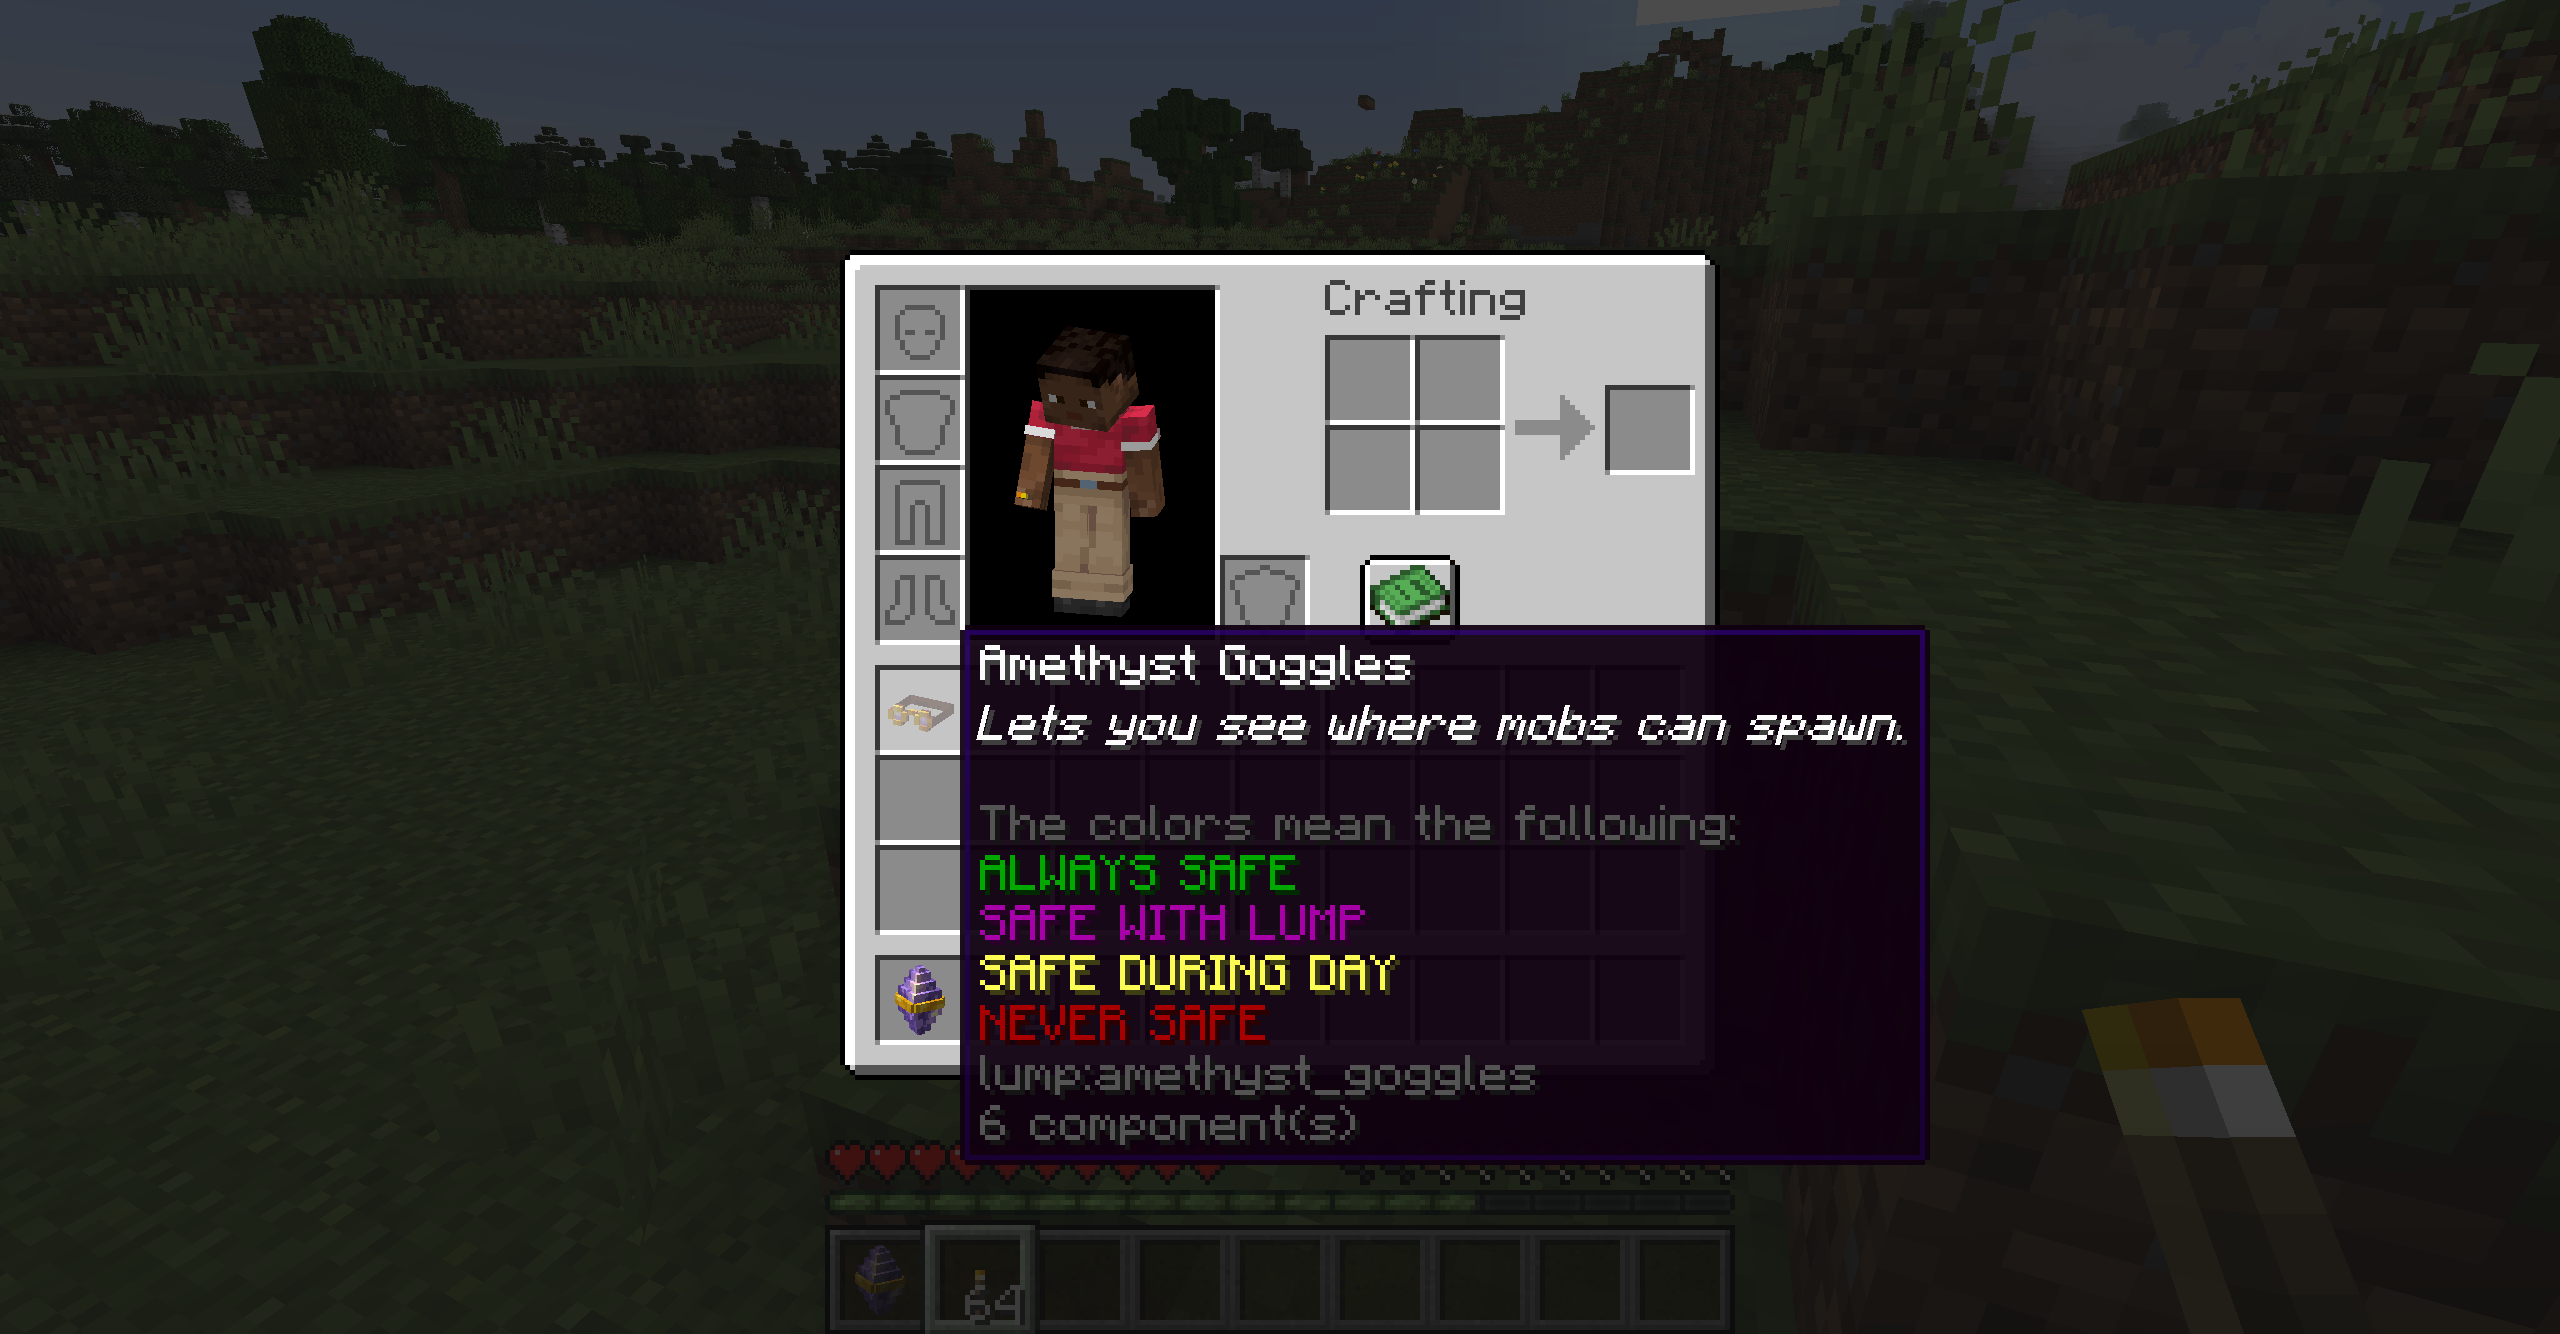 Crafting
Amethyst Goggles
Lets you see where mobs can spawn.
The colors mean the following:
ALWAYS SAFE
SAFE WITH LUMP
SAFE DURING DAY
NEVER SAFE
lump:amethyst_goggles
6 component(s)
64